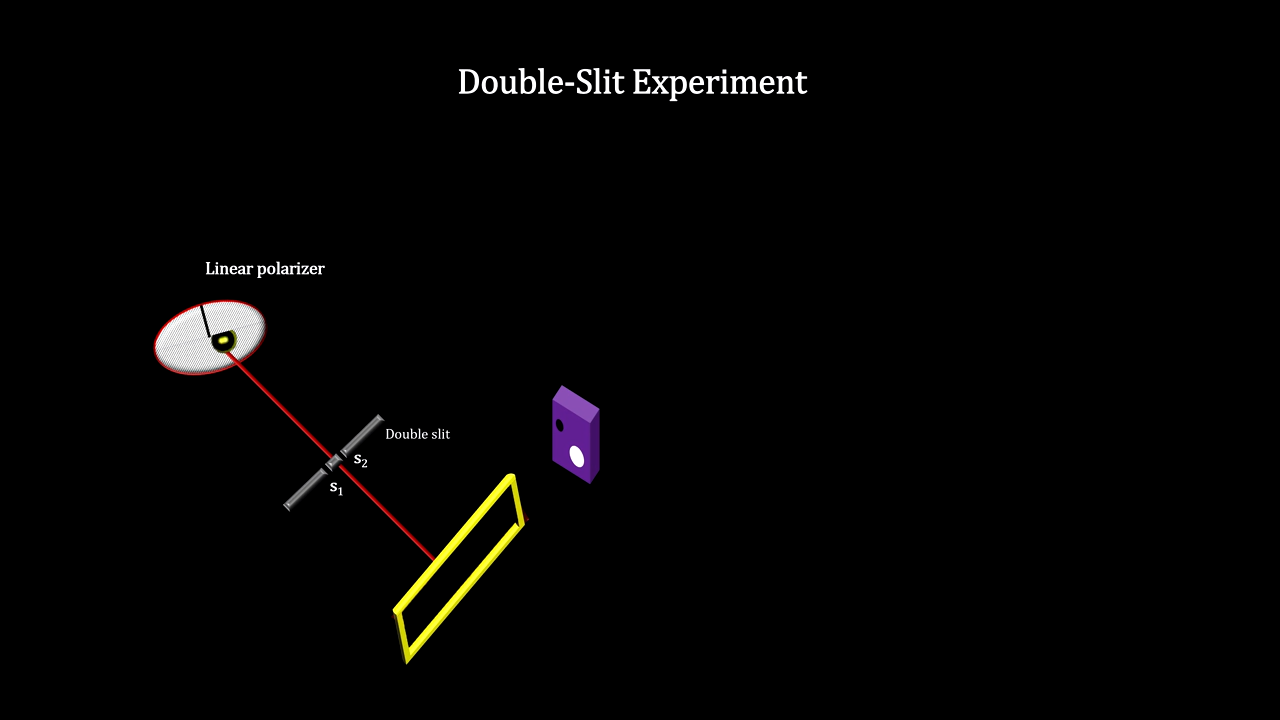 Double-Slit Experiment
Linear polarizer
Double slit
s₂
s₁